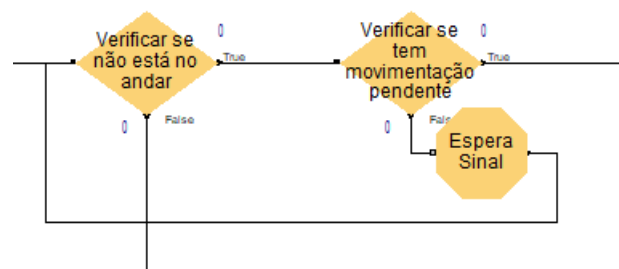 Verificar se
não está no
andar
0
True
0
False
Verificar se
tem
movimentação
pendente
0
True
0
Fals
Espera
Sinal